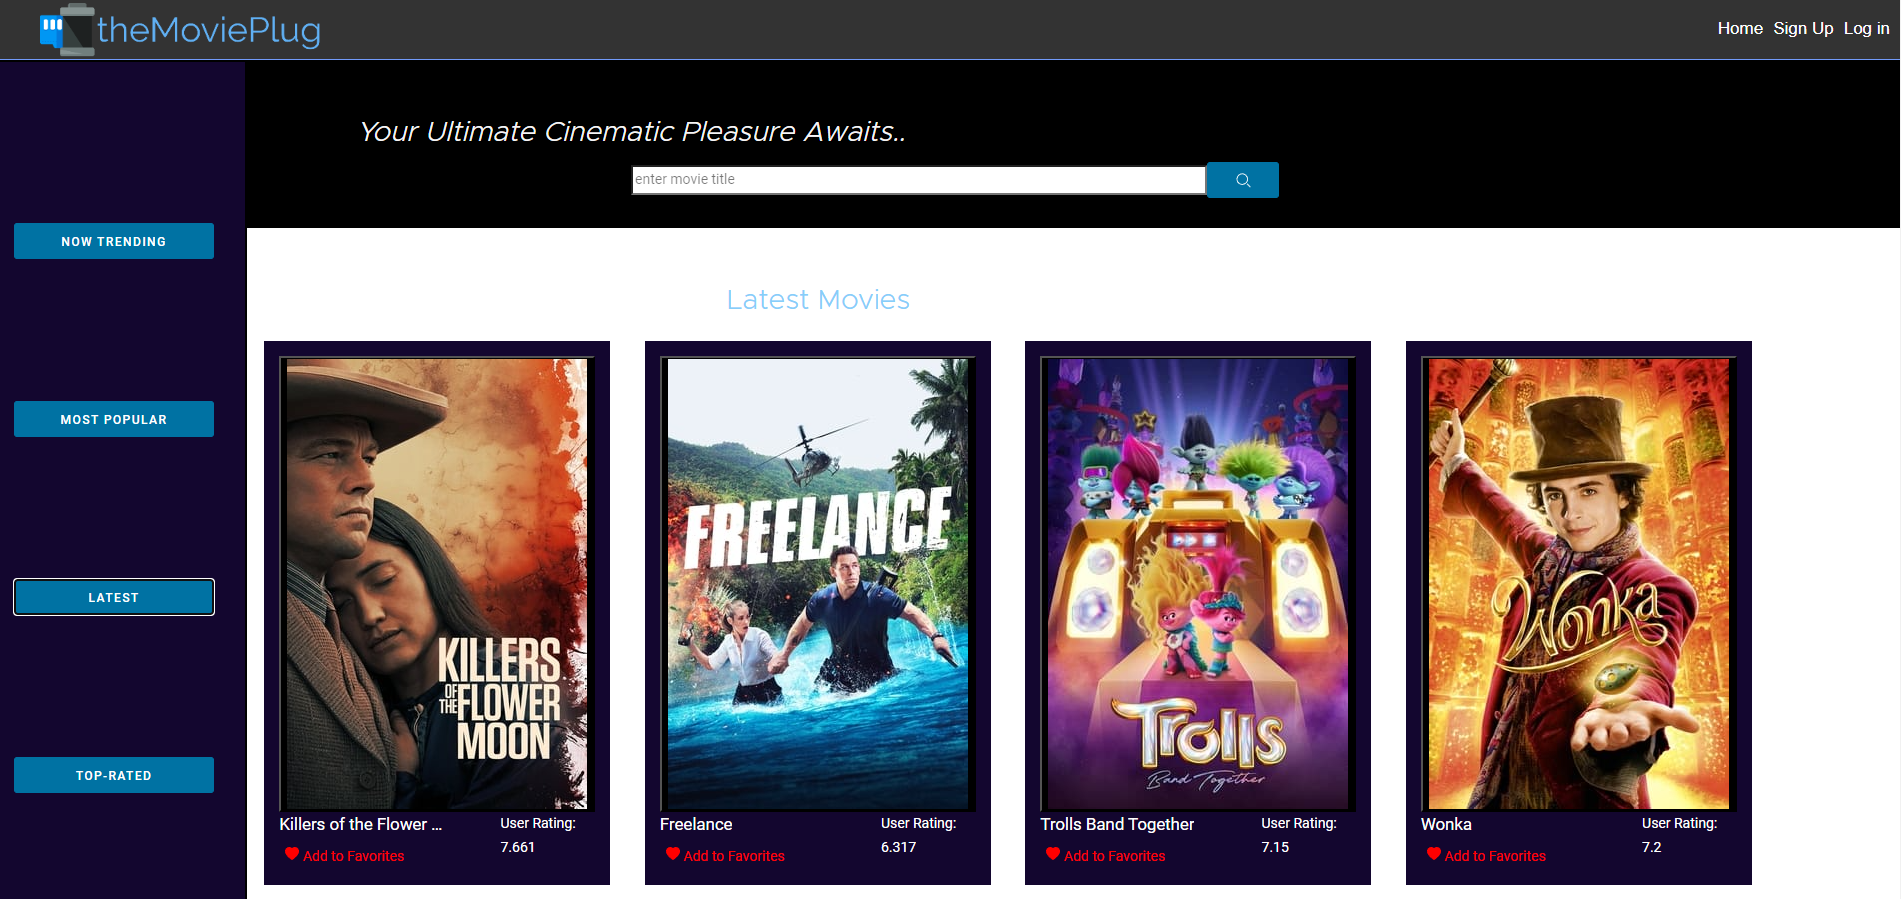 theMoviePlug
Home Sign Up Log in
Your Ultimate Cinematic Pleasure Awaits..
enter movie title
NOW TRENDING
MOST POPULAR
LATEST
TOP-RATED
Latest Movies
KILLERS
OF THE FLOWER
MOON
Killers of the Flower ...
User Rating:
7.661
Add to Favorites
FREELANCE
Freelance
User Rating:
6.317
Add to Favorites
Trolls
Band Together
Trolls Band Together
User Rating:
7.15
Add to Favorites
Wonka
Wonka
User Rating:
7.2
Add to Favorites